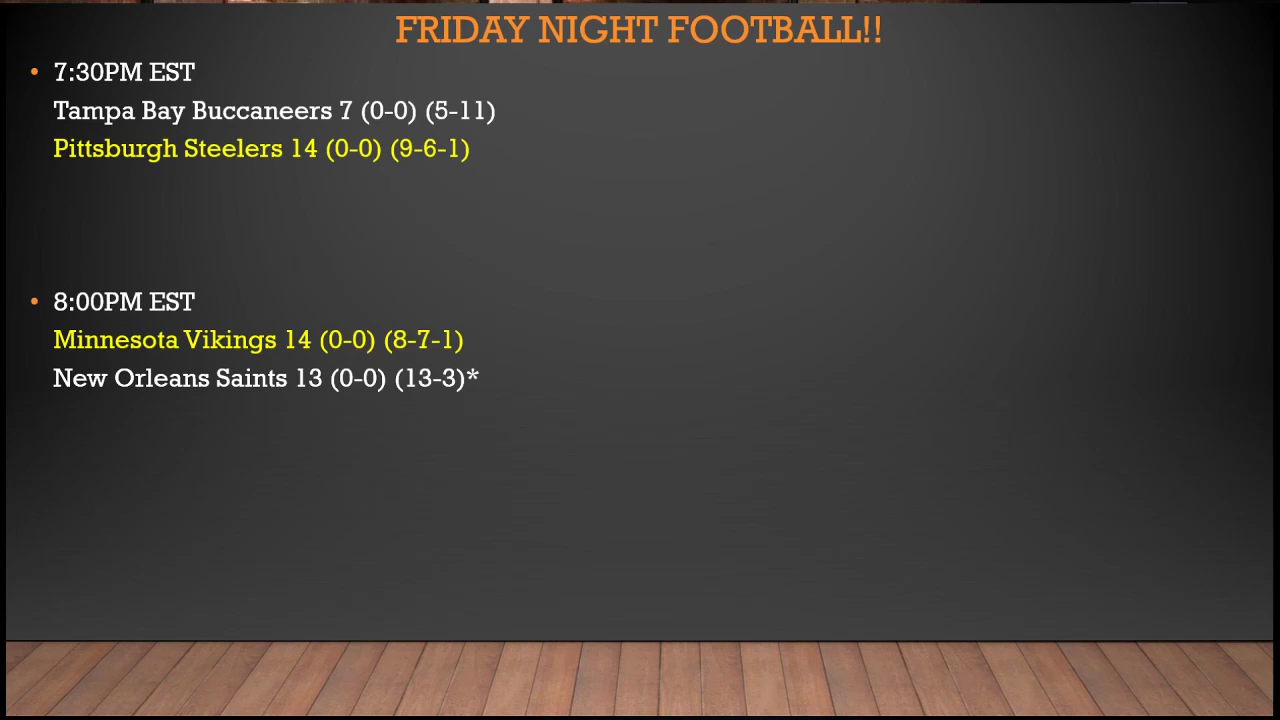 FRIDAY NIGHT FOOTBALL!!
• 7:30PM EST
Tampa Bay Buccaneers 7 (0-0) (5-11)
Pittsburgh Steelers 14 (0-0) (9-6-1)
• 8:00PM EST
Minnesota Vikings 14 (0-0) (8-7-1)
New Orleans Saints 13 (0-0) (13-3)*